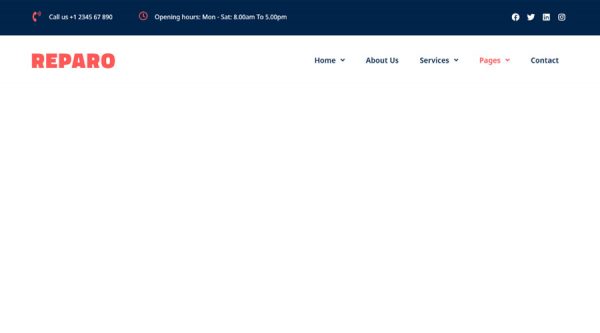 Call us +1 2345 67 890
Opening hours: Mon - Sat: 8.00am To 5.00pm
REPARO
Home
About Us
Services
Pages
Contact